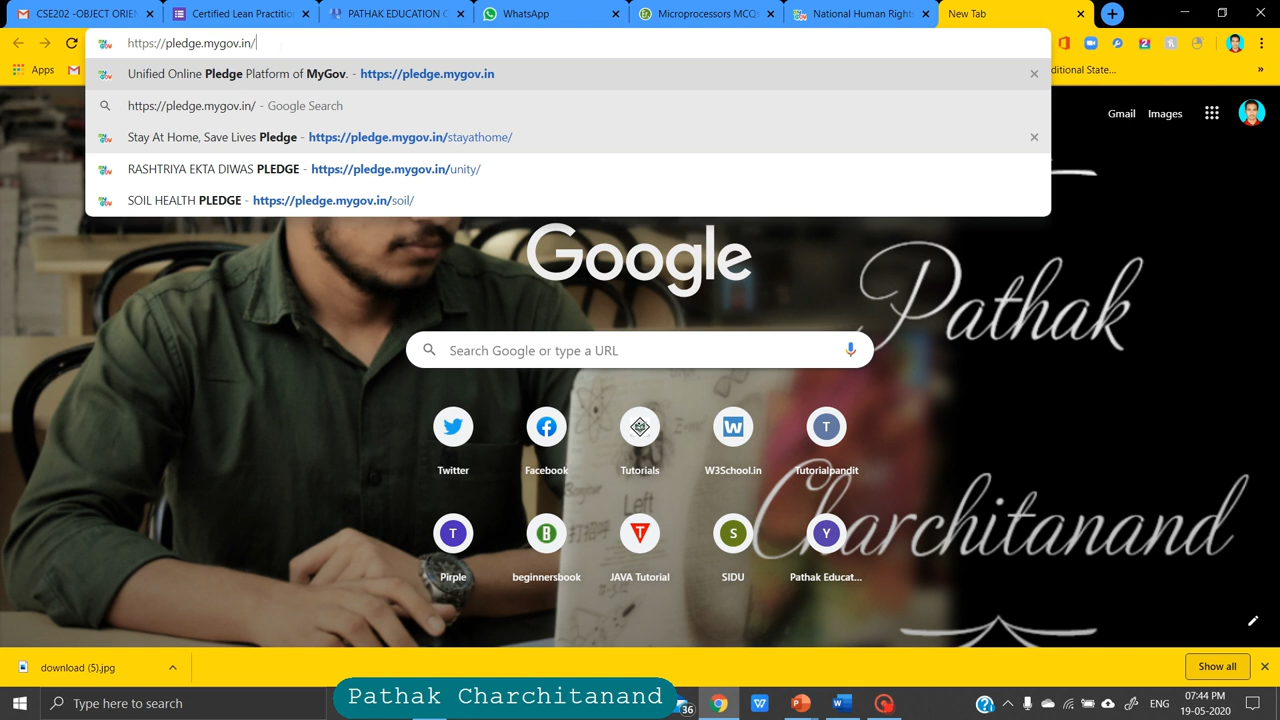 CSE202 -OBJECT ORIEN
Certified Lean Practition
PATHAK EDUCATION C
WhatsApp
Microprocessors MCQs
National Human Rights
New Tab
https://pledge.mygov.in/
Unified Online Pledge Platform of MyGov. - https://pledge.mygov.in
https://pledge.mygov.in/ - Google Search
Stay At Home, Save Lives Pledge - https://pledge.mygov.in/stayathome/
RASHTRIYA EKTA DIWAS PLEDGE - https://pledge.mygov.in/unity/
SOIL HEALTH PLEDGE - https://pledge.mygov.in/soil/
Apps
ditional State...
»
Gmail
Images
Google
Search Google or type a URL
Pathak
Charchitanand
Left
Twitter
Facebook
Tutorials
W3School.in
Tutorialpandit
Pirple
beginnersbook
JAVA Tutorial
SIDU
Pathak Educat...
download (5).jpg
Show all
Type here to search
Pathak Charchitanand
36
ENG
07:44 PM
19-05-2020